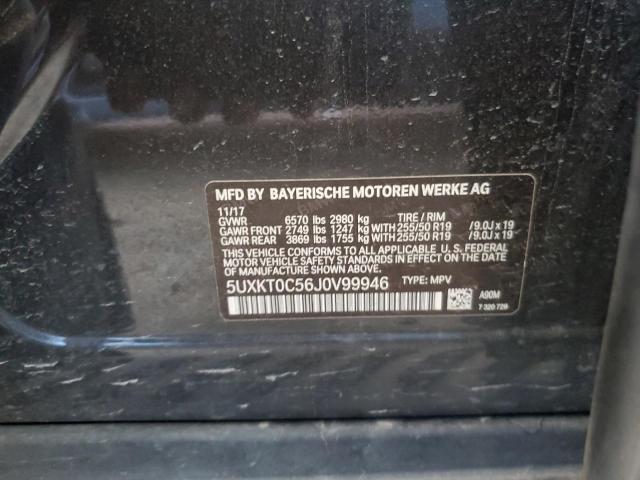 MFD BY BAYERISCHE MOTOREN WERKE AG
11/17
GVWR 6570 lbs 2980 kg TIRE / RIM
GAWR FRONT 2749 lbs 1247 kg WITH 255/50 R19 /9.0J x 19
GAWR REAR 3869 lbs 1755 kg WITH 255/50 R19 /9.0J x 19
THIS VEHICLE CONFORMS TO ALL APPLICABLE U. S. FEDERAL
MOTOR VEHICLE SAFETY STANDARDS IN EFFECT ON THE DATE
OF MANUFACTURE SHOWN ABOVE.
5UXKT0C56J0V99946 TYPE: MPV
A90M
7 320 729